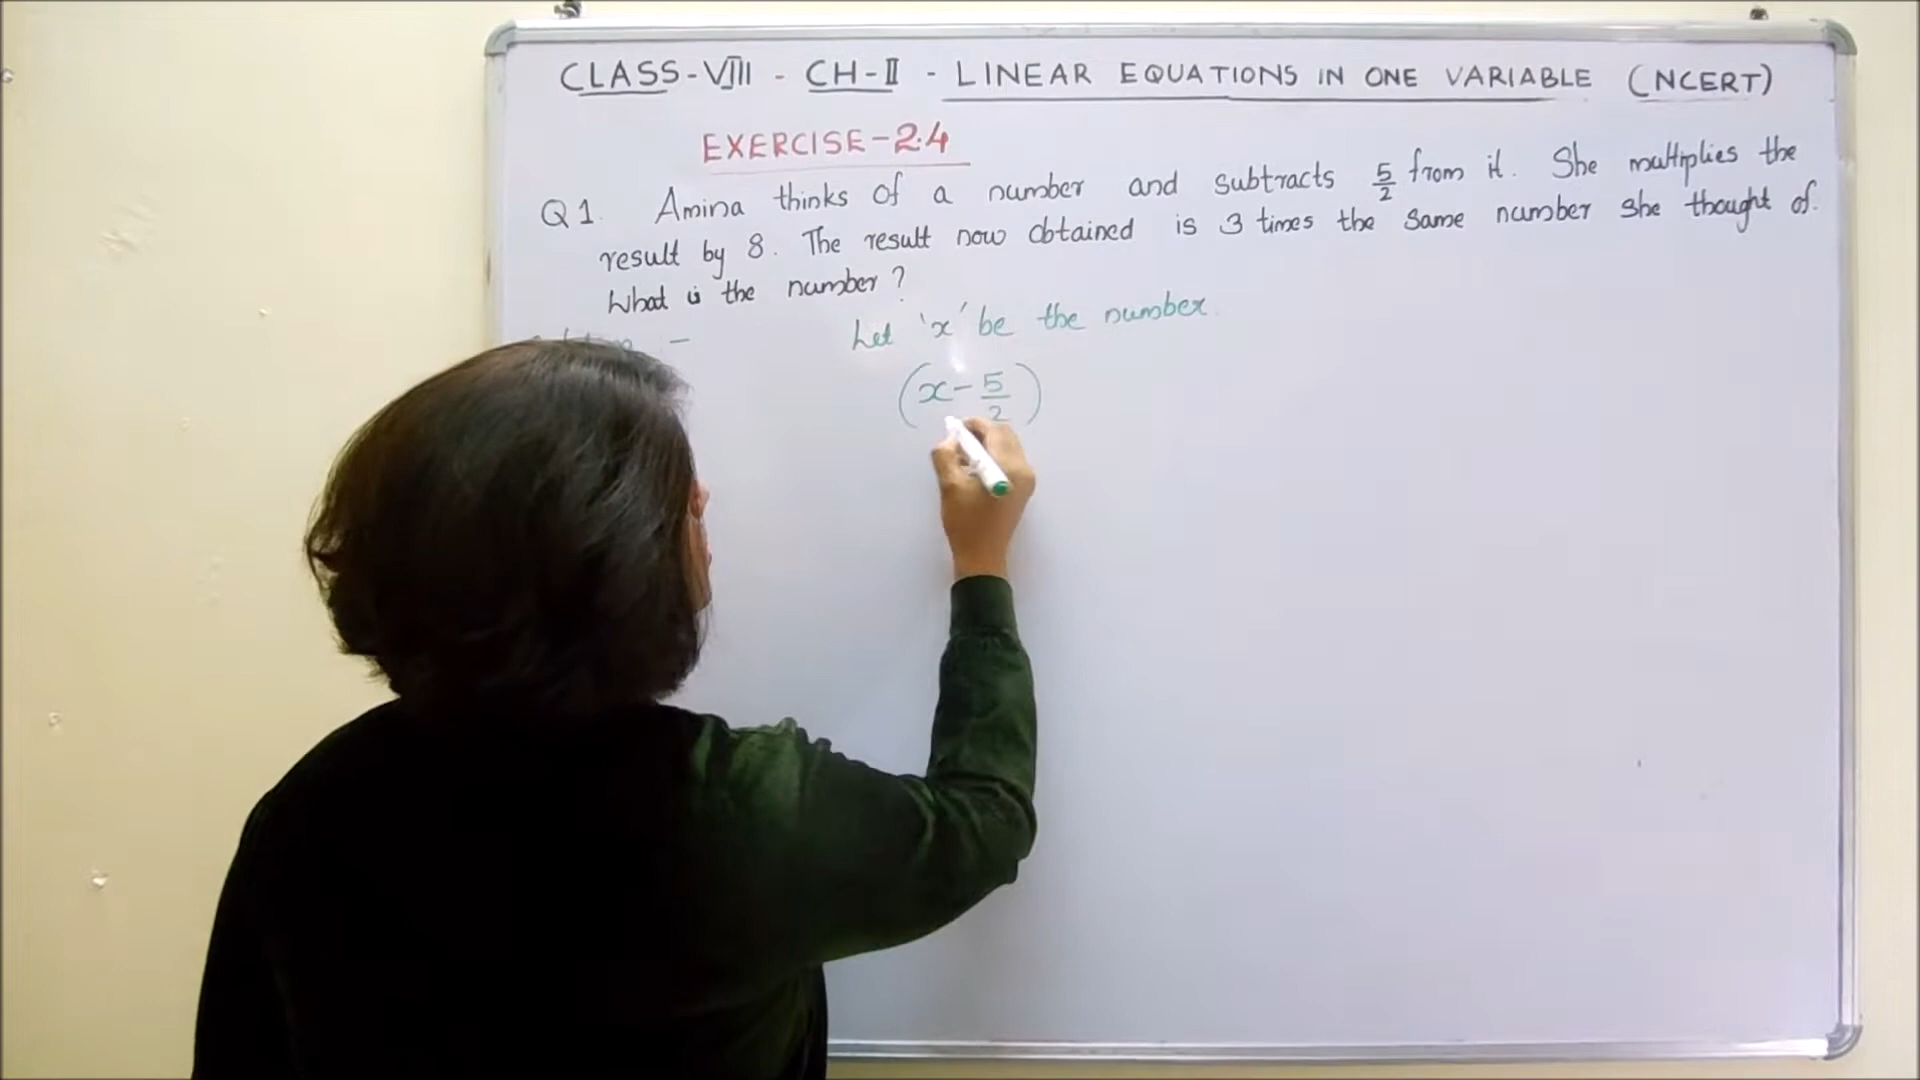 CLASS-VIII - CH-II - LINEAR EQUATIONS IN ONE VARIABLE (NCERT)
EXERCISE-2.4
Q1. Amina thinks of a number and subtracts 5/2 from it. She multiplies the
result by 8. The result now obtained is 3 times the same number she thought of.
What is the number?
Let 'x' be the number.
(x - 5/2)